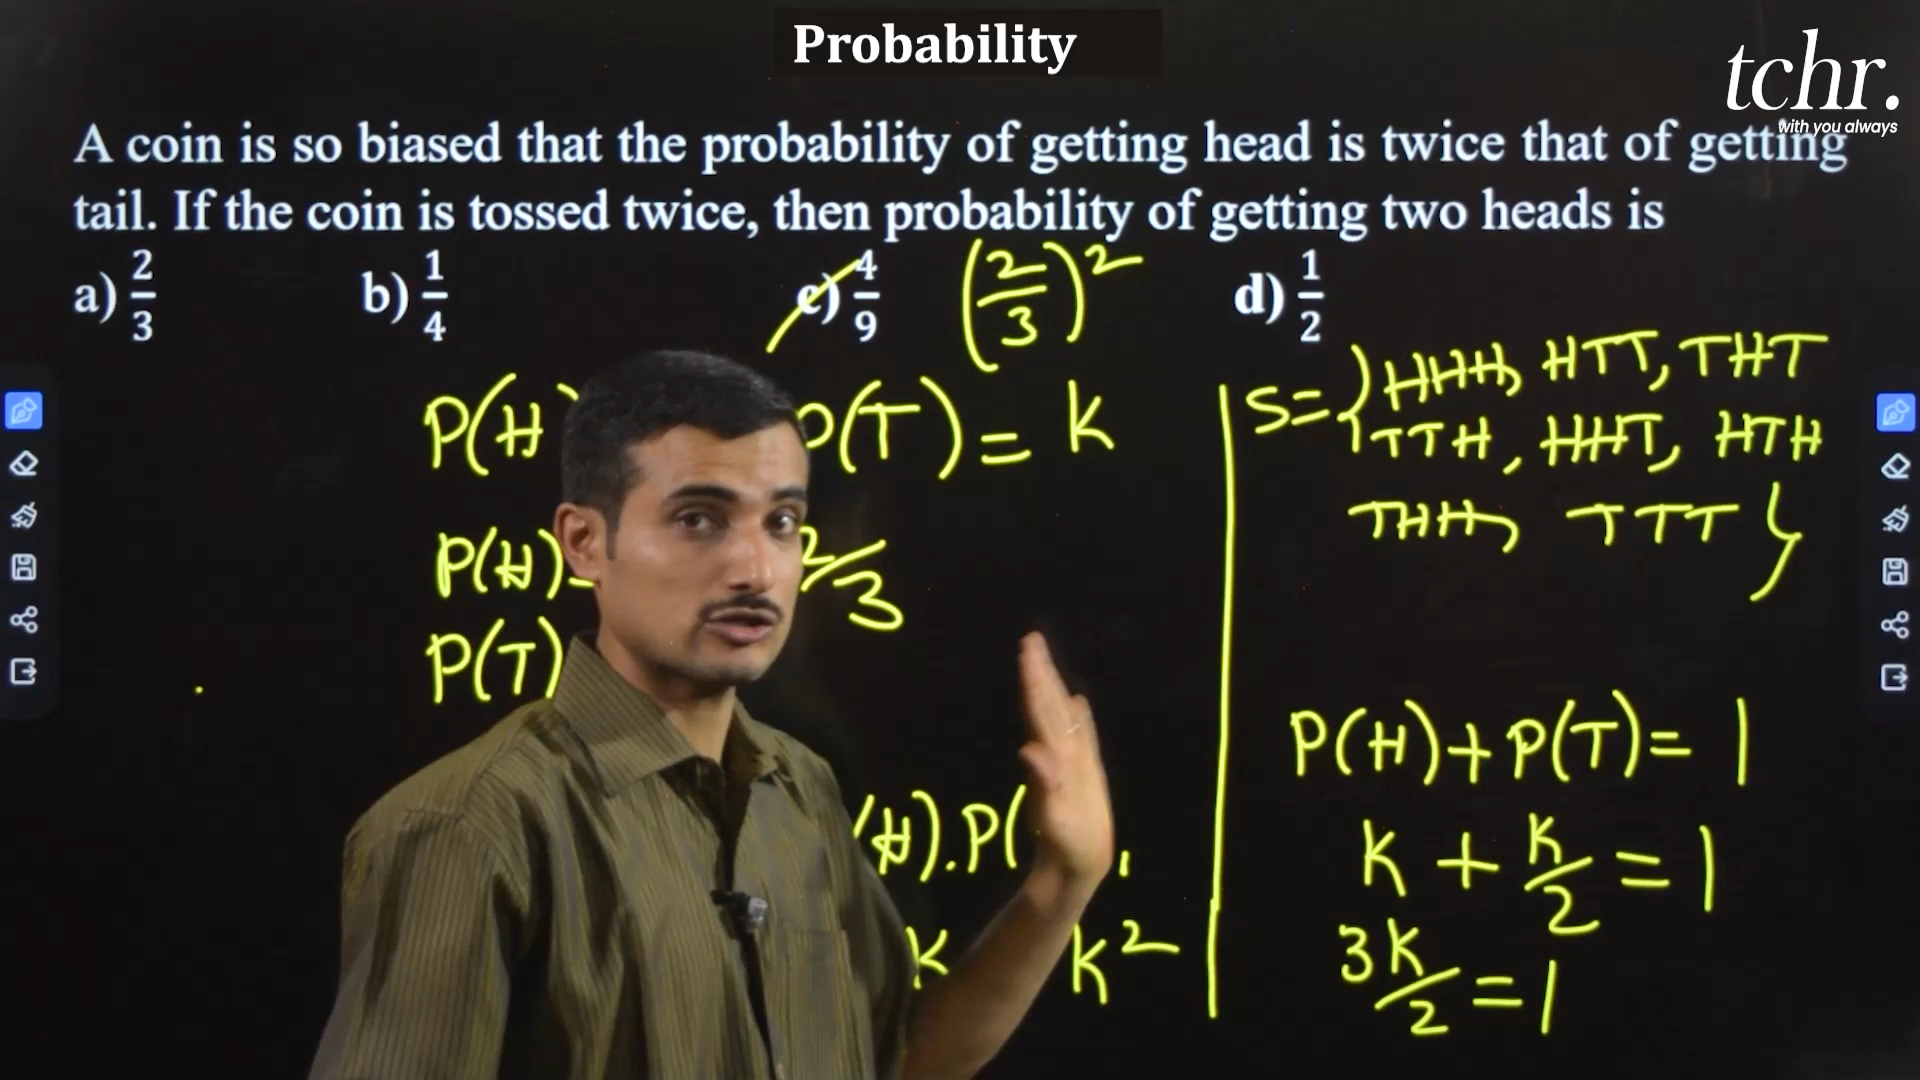 Probability
tchr.
with you always
A coin is so biased that the probability of getting head is twice that of getting
tail. If the coin is tossed twice, then probability of getting two heads is
a) 2/3 b) 1/4 c) 4/9 (2/3)² d) 1/2
P(H) P(T) = K
P(H) = 2/3
P(T)
(H).P(
K K²
S = { HHH, HTT, THT
TTH, HHT, HTH
THH, TTT }
P(H) + P(T) = 1
K + K/2 = 1
3K/2 = 1